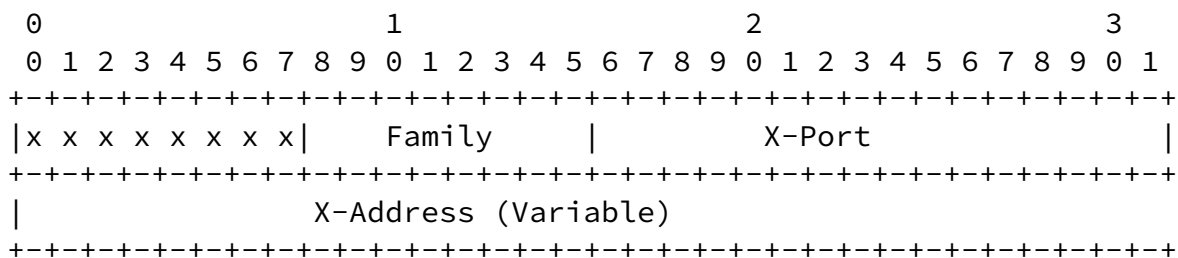 0                   1                   2                   3
 0 1 2 3 4 5 6 7 8 9 0 1 2 3 4 5 6 7 8 9 0 1 2 3 4 5 6 7 8 9 0 1
+-+-+-+-+-+-+-+-+-+-+-+-+-+-+-+-+-+-+-+-+-+-+-+-+-+-+-+-+-+-+-+-+
|x x x x x x x x|    Family     |         X-Port                |
+-+-+-+-+-+-+-+-+-+-+-+-+-+-+-+-+-+-+-+-+-+-+-+-+-+-+-+-+-+-+-+-+
|                X-Address (Variable)
+-+-+-+-+-+-+-+-+-+-+-+-+-+-+-+-+-+-+-+-+-+-+-+-+-+-+-+-+-+-+-+-+